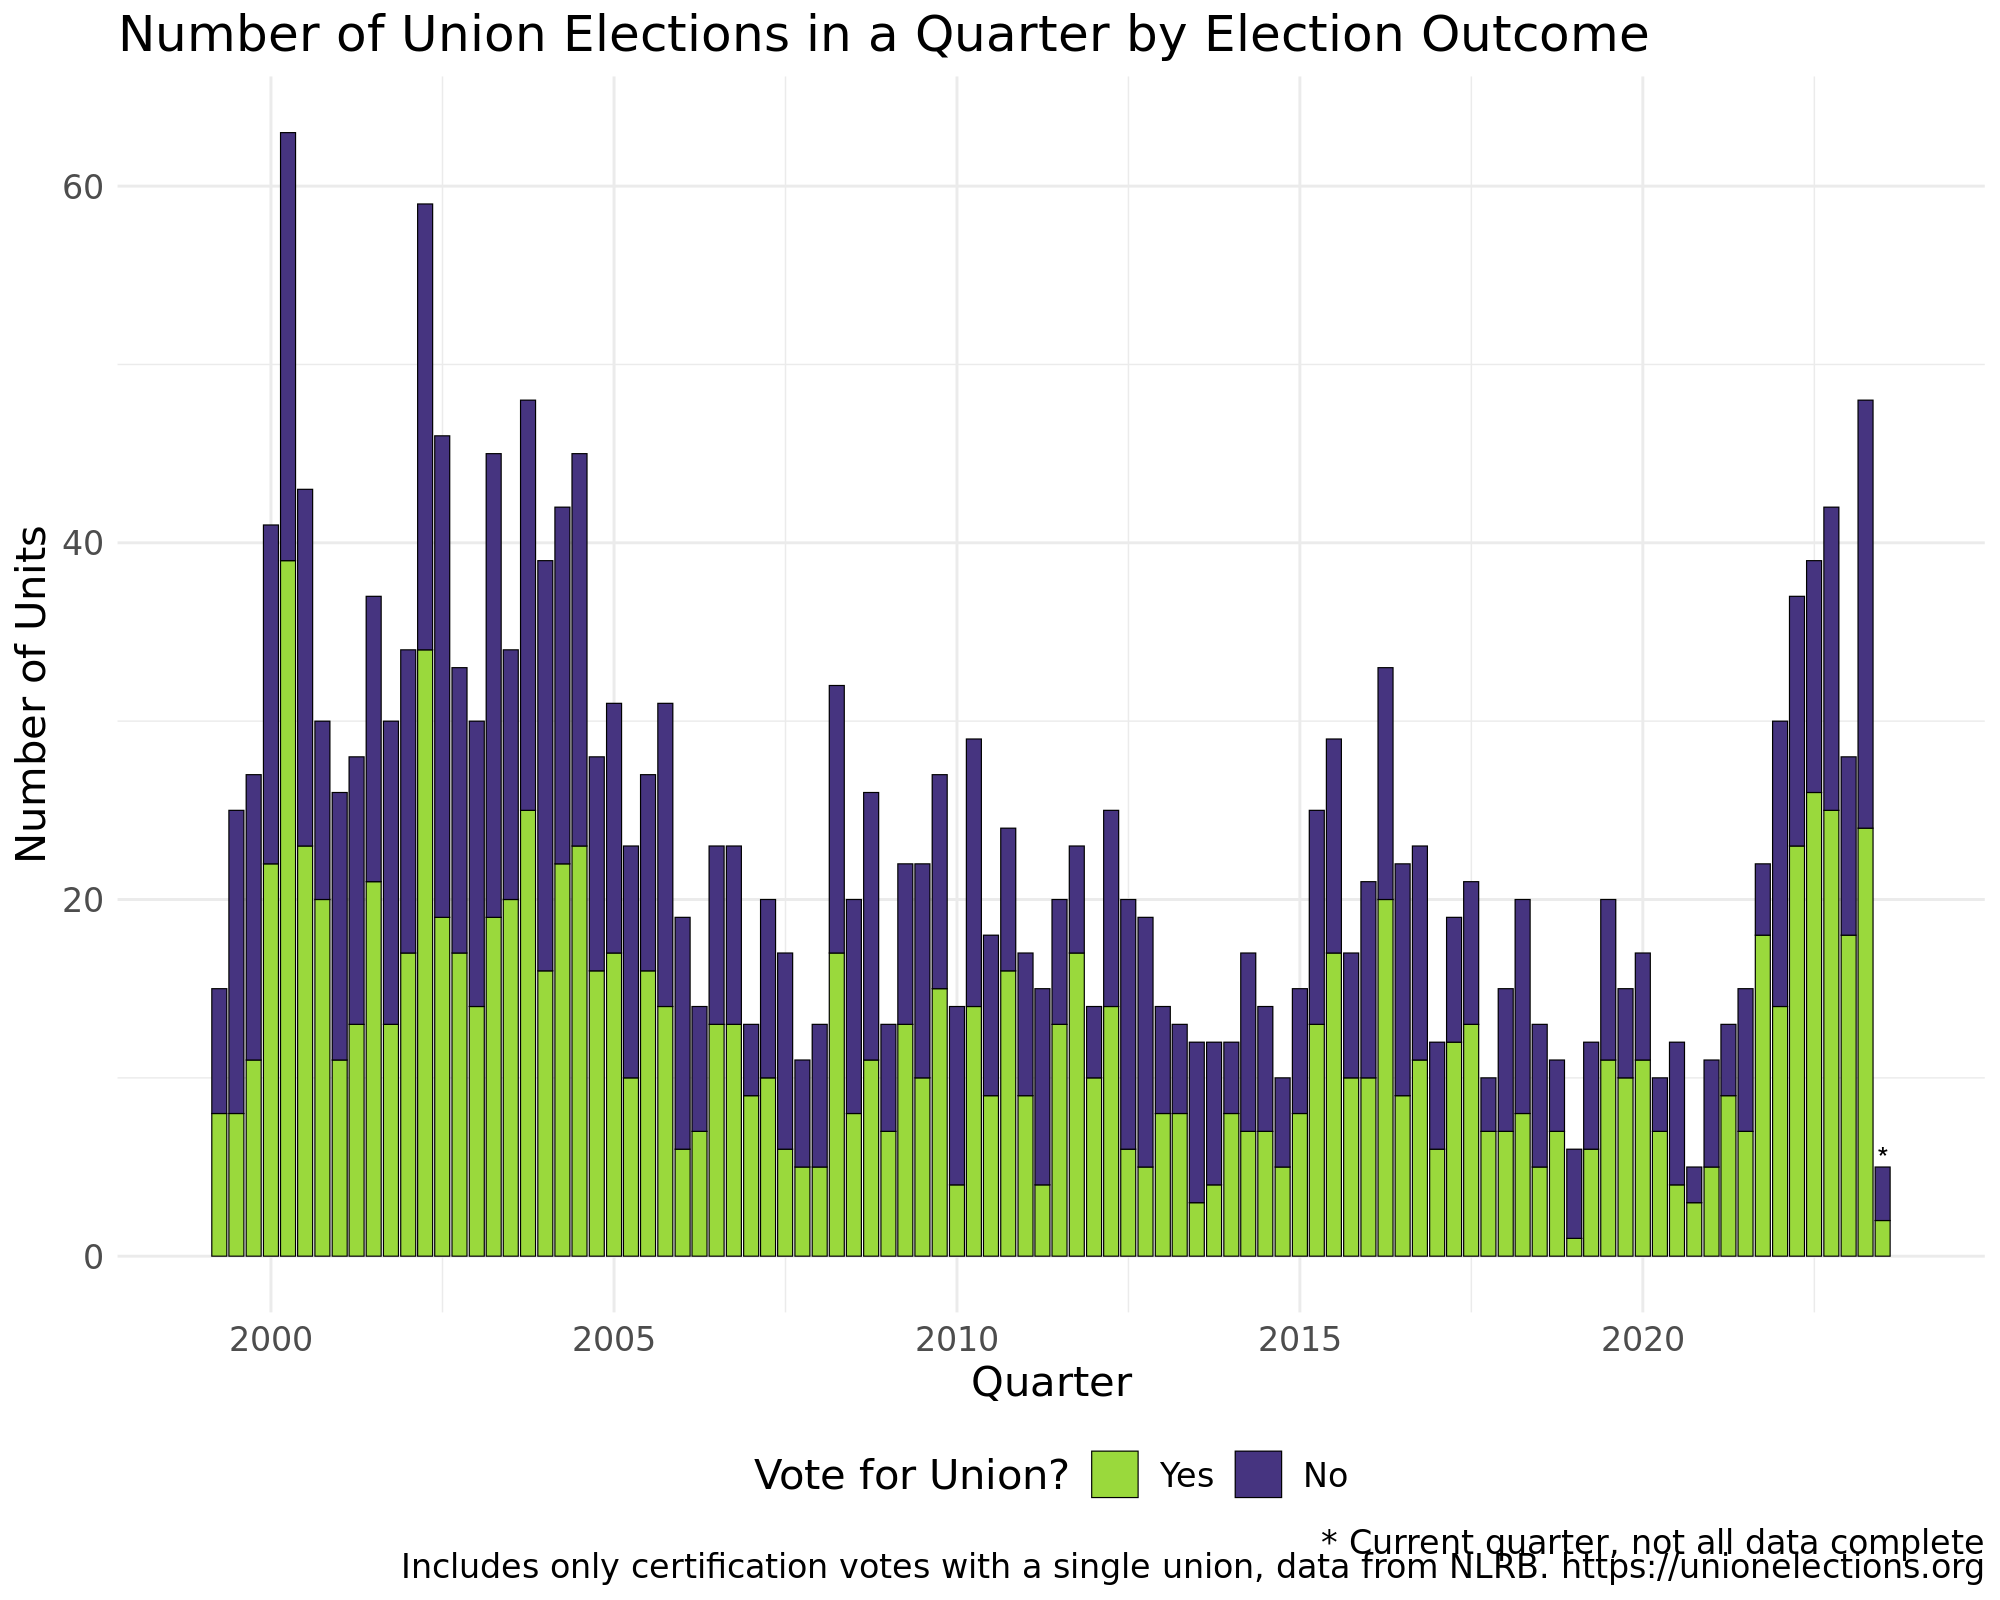 Number of Union Elections in a Quarter by Election Outcome
Number of Units
60
40
20
0
*
2000 2005 2010 2015 2020
Quarter
Vote for Union? Yes No
* Current quarter, not all data complete
Includes only certification votes with a single union, data from NLRB. https://unionelections.org